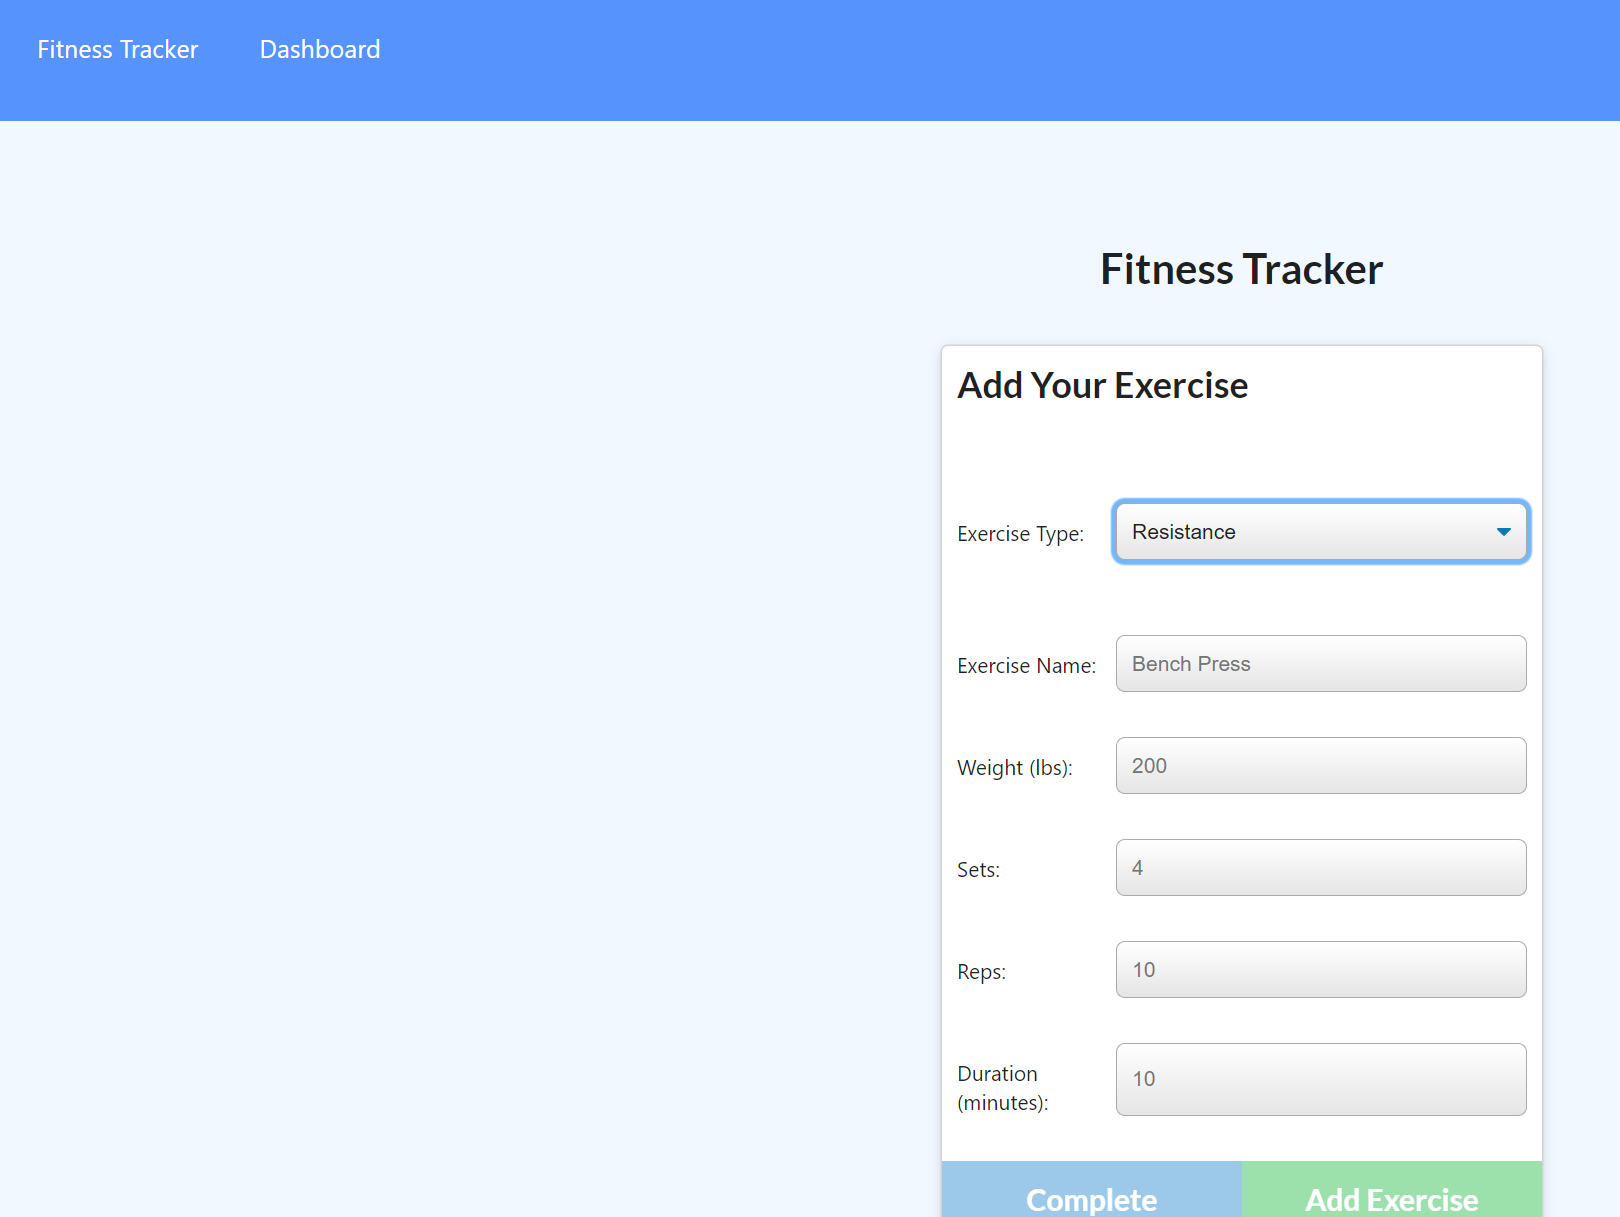 Fitness Tracker Dashboard
Fitness Tracker
Add Your Exercise
Exercise Type: Resistance
Exercise Name: Bench Press
Weight (lbs): 200
Sets: 4
Reps: 10
Duration (minutes): 10
Complete Add Exercise